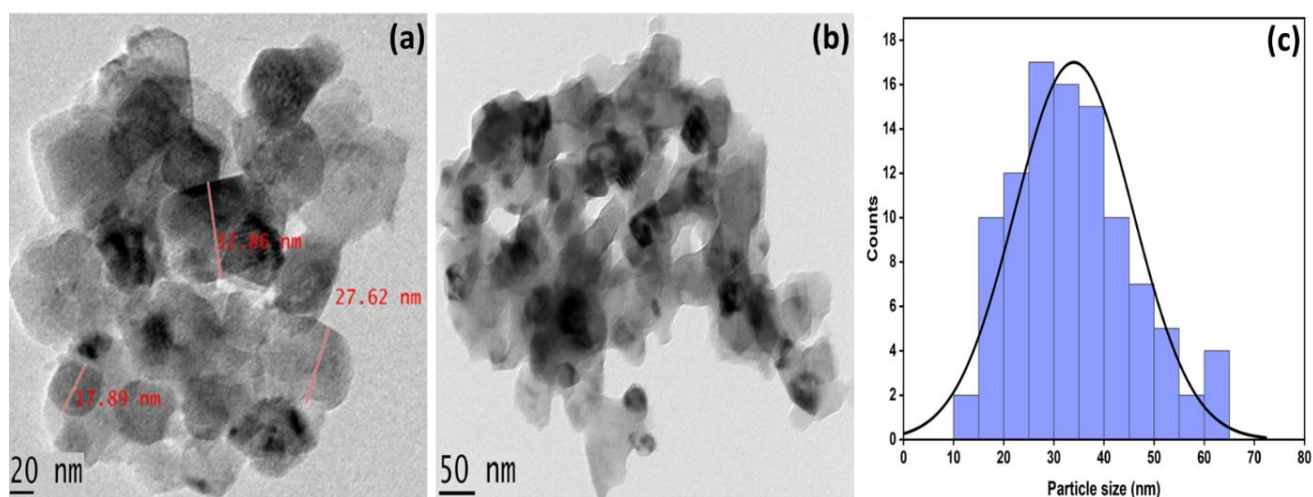 (a)
32.86 nm
27.62 nm
17.89 nm
20 nm
(b)
50 nm
(c)
18
16
14
12
10
8
6
4
2
0
Counts
0 10 20 30 40 50 60 70 80
Particle size (nm)